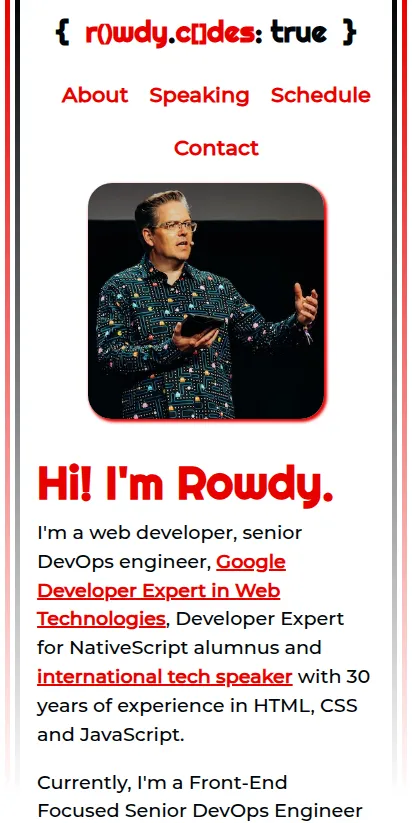 { r()wdy.c[]des: true }
About Speaking Schedule
Contact
Hi! I'm Rowdy.
I'm a web developer, senior
DevOps engineer, Google
Developer Expert in Web
Technologies, Developer Expert
for NativeScript alumnus and
international tech speaker with 30
years of experience in HTML, CSS
and JavaScript.
Currently, I'm a Front-End
Focused Senior DevOps Engineer